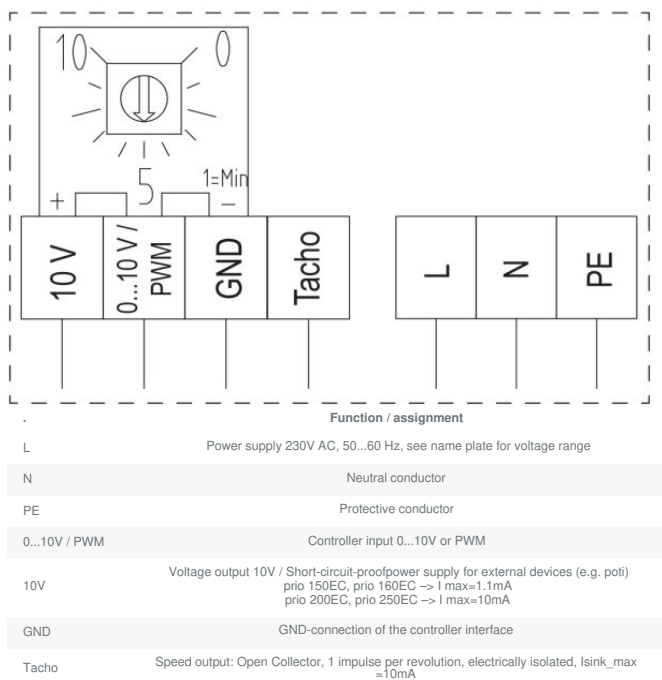 10 0
5 1=Min
+ –
10 V
0...10 V /
PWM
GND
Tacho
L
N
PE
. Function / assignment
L Power supply 230V AC, 50...60 Hz, see name plate for voltage range
N Neutral conductor
PE Protective conductor
0...10V / PWM Controller input 0...10V or PWM
10V Voltage output 10V / Short-circuit-proofpower supply for external devices (e.g. poti)
prio 150EC, prio 160EC –> I max=1.1mA
prio 200EC, prio 250EC –> I max=10mA
GND GND-connection of the controller interface
Tacho Speed output: Open Collector, 1 impulse per revolution, electrically isolated, Isink_max
=10mA